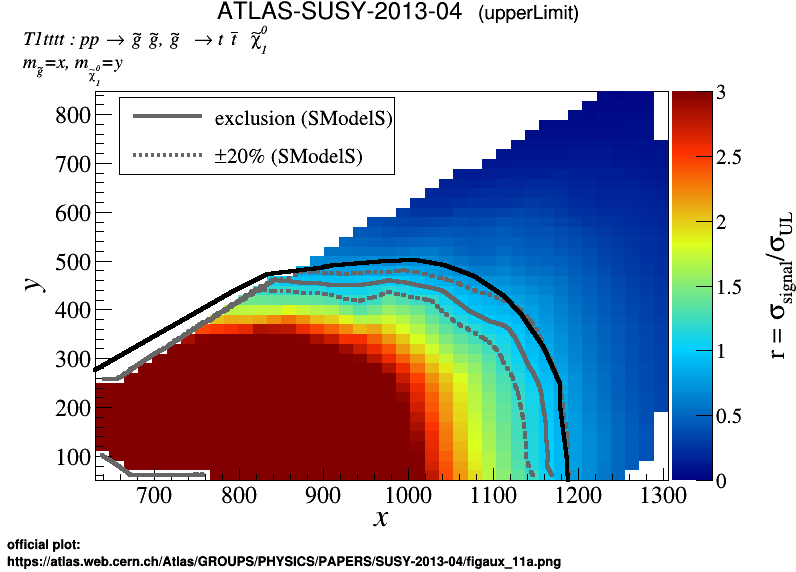 ATLAS-SUSY-2013-04 (upperLimit)
T1tttt : pp → g̃ g̃, g̃ → t t̄ χ̃₁⁰
m_g̃=x, m_χ̃₁⁰=y
exclusion (SModelS)
±20% (SModelS)
800
700
600
500
400
300
200
100
y
700 800 900 1000 1100 1200 1300
x
3
2.5
2
1.5
1
0.5
0
r = σ_signal/σ_UL
official plot:
https://atlas.web.cern.ch/Atlas/GROUPS/PHYSICS/PAPERS/SUSY-2013-04/figaux_11a.png